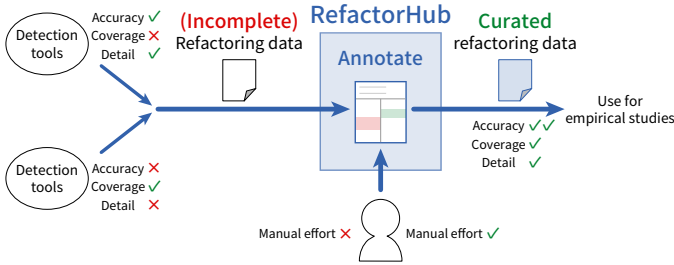 Detection
tools
Accuracy ✓
Coverage ✕
Detail ✓
(Incomplete)
Refactoring data
RefactorHub
Annotate
Curated
refactoring data
Accuracy ✓✓
Coverage ✓
Detail ✓
Use for
empirical studies
Detection
tools
Accuracy ✕
Coverage ✓
Detail ✕
Manual effort ✕
Manual effort ✓